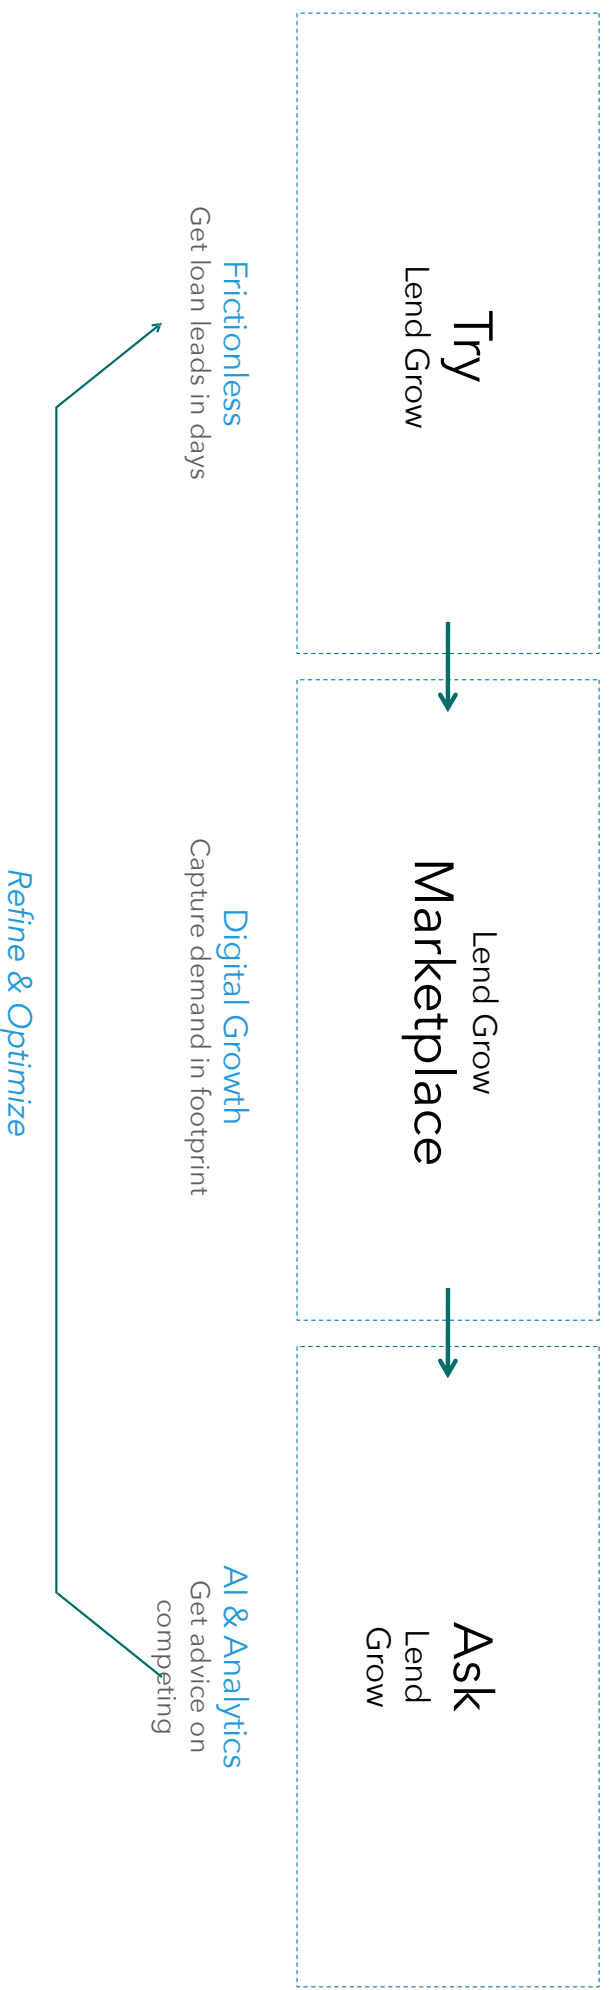 Try
Lend Grow
Lend Grow
Marketplace
Ask
Lend
Grow
Frictionless
Get loan leads in days
Digital Growth
Capture demand in footprint
AI & Analytics
Get advice on
competing
Refine & Optimize